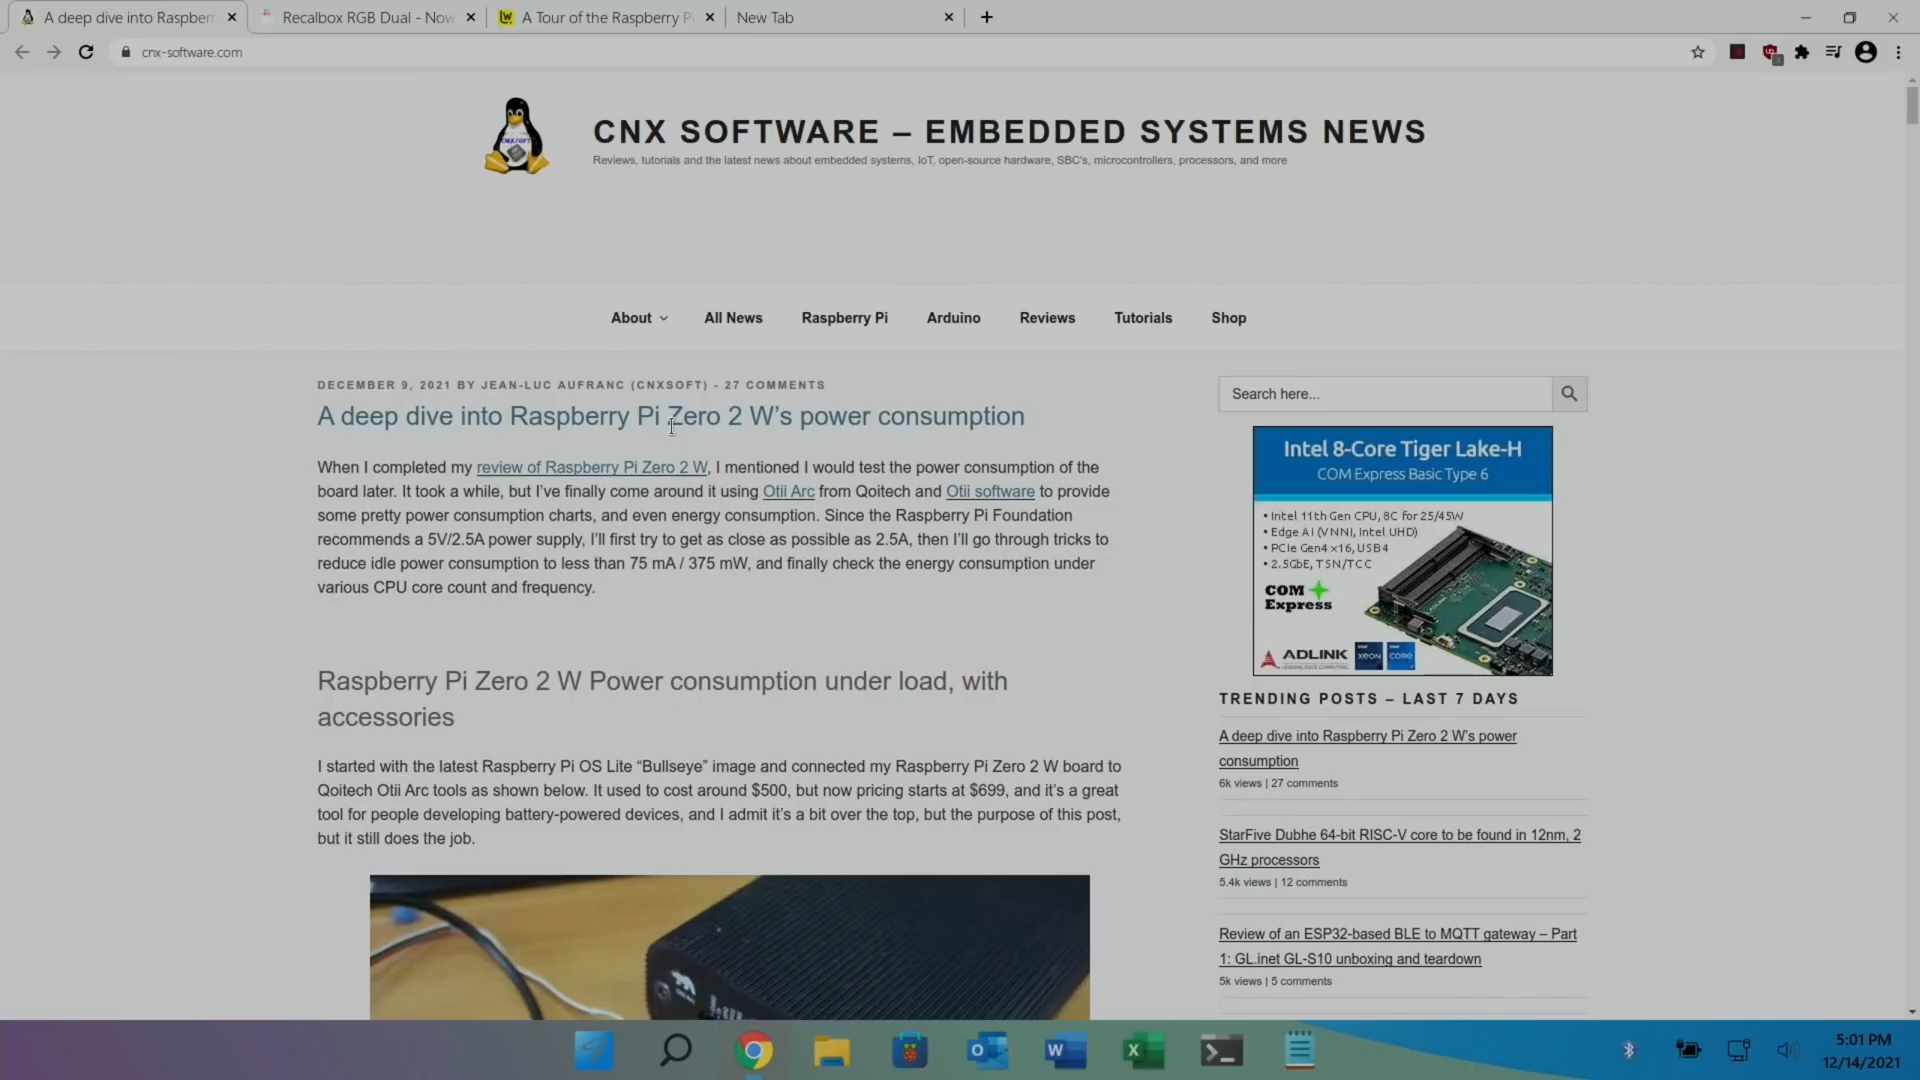 A deep dive into Raspberr
Recalbox RGB Dual - Now
A Tour of the Raspberry Pi
New Tab
cnx-software.com
CNX SOFTWARE – EMBEDDED SYSTEMS NEWS
Reviews, tutorials and the latest news about embedded systems, IoT, open-source hardware, SBC's, microcontrollers, processors, and more
About
All News
Raspberry Pi
Arduino
Reviews
Tutorials
Shop
DECEMBER 9, 2021 BY JEAN-LUC AUFRANC (CNXSOFT) - 27 COMMENTS
A deep dive into Raspberry Pi Zero 2 W’s power consumption
When I completed my review of Raspberry Pi Zero 2 W, I mentioned I would test the power consumption of the
board later. It took a while, but I’ve finally come around it using Otii Arc from Qoitech and Otii software to provide
some pretty power consumption charts, and even energy consumption. Since the Raspberry Pi Foundation
recommends a 5V/2.5A power supply, I’ll first try to get as close as possible as 2.5A, then I’ll go through tricks to
reduce idle power consumption to less than 75 mA / 375 mW, and finally check the energy consumption under
various CPU core count and frequency.
Raspberry Pi Zero 2 W Power consumption under load, with
accessories
I started with the latest Raspberry Pi OS Lite “Bullseye” image and connected my Raspberry Pi Zero 2 W board to
Qoitech Otii Arc tools as shown below. It used to cost around $500, but now pricing starts at $699, and it’s a great
tool for people developing battery-powered devices, and I admit it’s a bit over the top, but the purpose of this post,
but it still does the job.
Search here...
Intel 8-Core Tiger Lake-H
COM Express Basic Type 6
• Intel 11th Gen CPU, 8C for 25/45W
• Edge AI (VNNI, Intel UHD)
• PCIe Gen4 x16, USB4
• 2.5GbE, TSN/TCC
COM
Express
ADLINK
xeon
core
TRENDING POSTS – LAST 7 DAYS
A deep dive into Raspberry Pi Zero 2 W’s power
consumption
6k views | 27 comments
StarFive Dubhe 64-bit RISC-V core to be found in 12nm, 2
GHz processors
5.4k views | 12 comments
Review of an ESP32-based BLE to MQTT gateway – Part
1: GL.inet GL-S10 unboxing and teardown
5k views | 5 comments
5:01 PM
12/14/2021